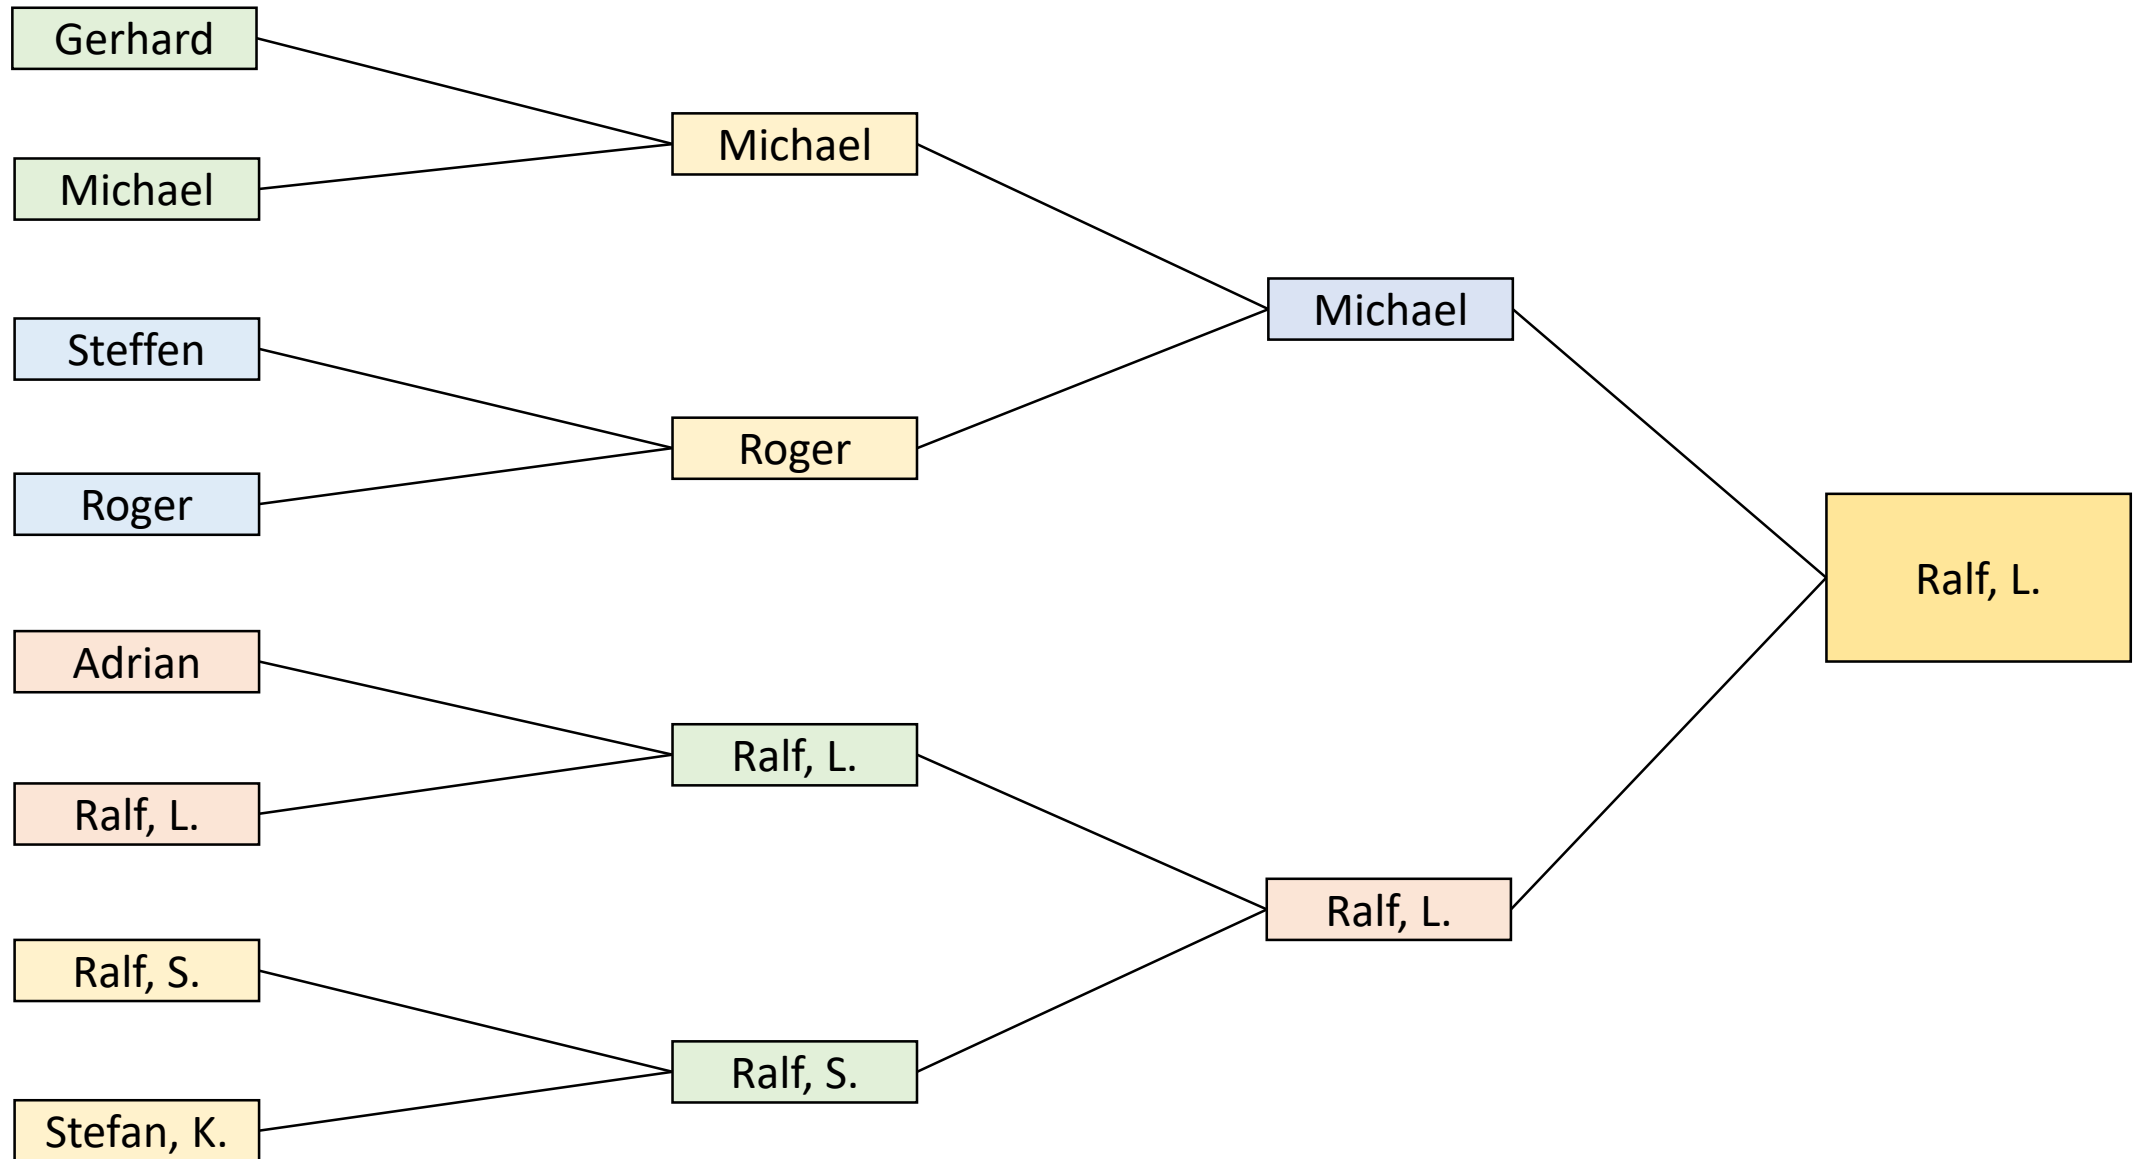 Gerhard
Michael
Steffen
Roger
Adrian
Ralf, L.
Ralf, S.
Stefan, K.
Michael
Roger
Ralf, L.
Ralf, S.
Michael
Ralf, L.
Ralf, L.